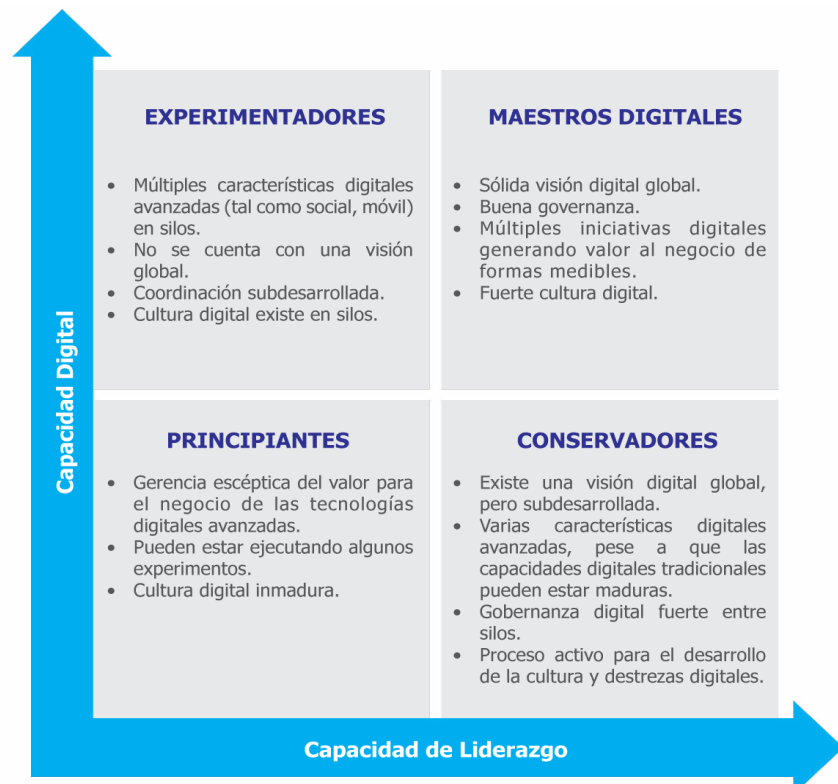 EXPERIMENTADORES
• Múltiples características digitales
avanzadas (tal como social, móvil)
en silos.
• No se cuenta con una visión
global.
• Coordinación subdesarrollada.
• Cultura digital existe en silos.
MAESTROS DIGITALES
• Sólida visión digital global.
• Buena governanza.
• Múltiples iniciativas digitales
generando valor al negocio de
formas medibles.
• Fuerte cultura digital.
Capacidad Digital
PRINCIPIANTES
• Gerencia escéptica del valor para
el negocio de las tecnologías
digitales avanzadas.
• Pueden estar ejecutando algunos
experimentos.
• Cultura digital inmadura.
CONSERVADORES
• Existe una visión digital global,
pero subdesarrollada.
• Varias características digitales
avanzadas, pese a que las
capacidades digitales tradicionales
pueden estar maduras.
• Gobernanza digital fuerte entre
silos.
• Proceso activo para el desarrollo
de la cultura y destrezas digitales.
Capacidad de Liderazgo